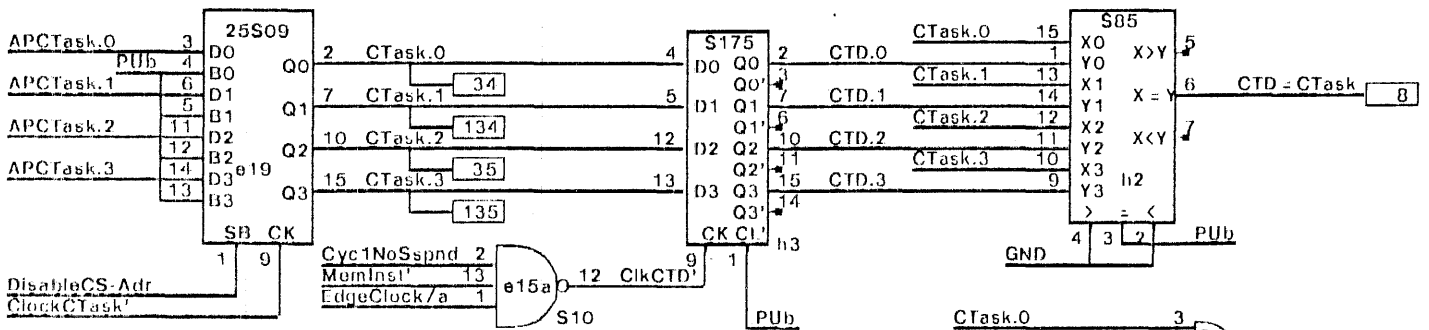 25S09
APCTask.0 3 D0
PUb 4 B0
APCTask.1 6 D1
5 B1
APCTask.2 11 D2
12 B2
APCTask.3 14 D3
13 B3
e19
Q0 2 CTask.0
34
Q1 7 CTask.1
134
Q2 10 CTask.2
35
Q3 15 CTask.3
135
SB CK
1 9
DisableCS-Adr
ClockCTask'
Cyc1NoSspnd 2
MemInst' 13
EdgeClock/a 1
e15a
S10
12 ClkCTD'
S175
4 D0 Q0 2 CTD.0
Q0' 3
5 D1 Q1 7 CTD.1
Q1' 6
12 D2 Q2 10 CTD.2
Q2' 11
13 D3 Q3 15 CTD.3
Q3' 14
CK CL'
h3
9 1
PUb
S85
CTask.0 15 X0
1 Y0
CTask.1 13 X1
14 Y1
CTask.2 12 X2
11 Y2
CTask.3 10 X3
9 Y3
X>Y 5
X = Y 6 CTD = CTask 8
X<Y 7
h2
> = <
4 3 2
PUb
GND
CTask.0 3